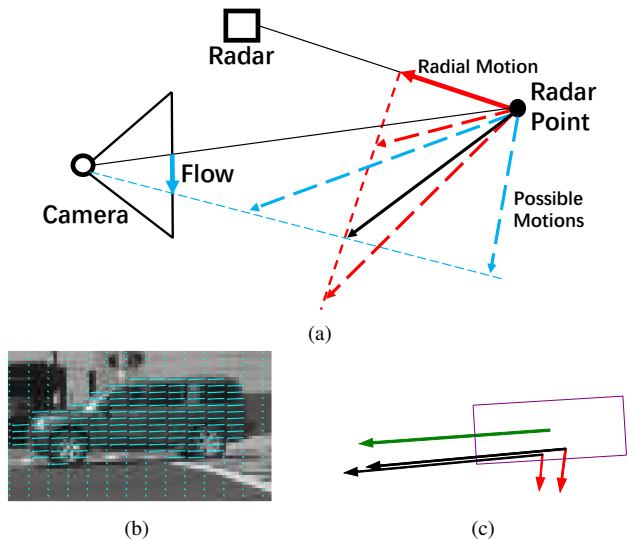 Radar
Radial Motion
Radar
Point
Flow
Camera
Possible
Motions
(a)
(b)
(c)